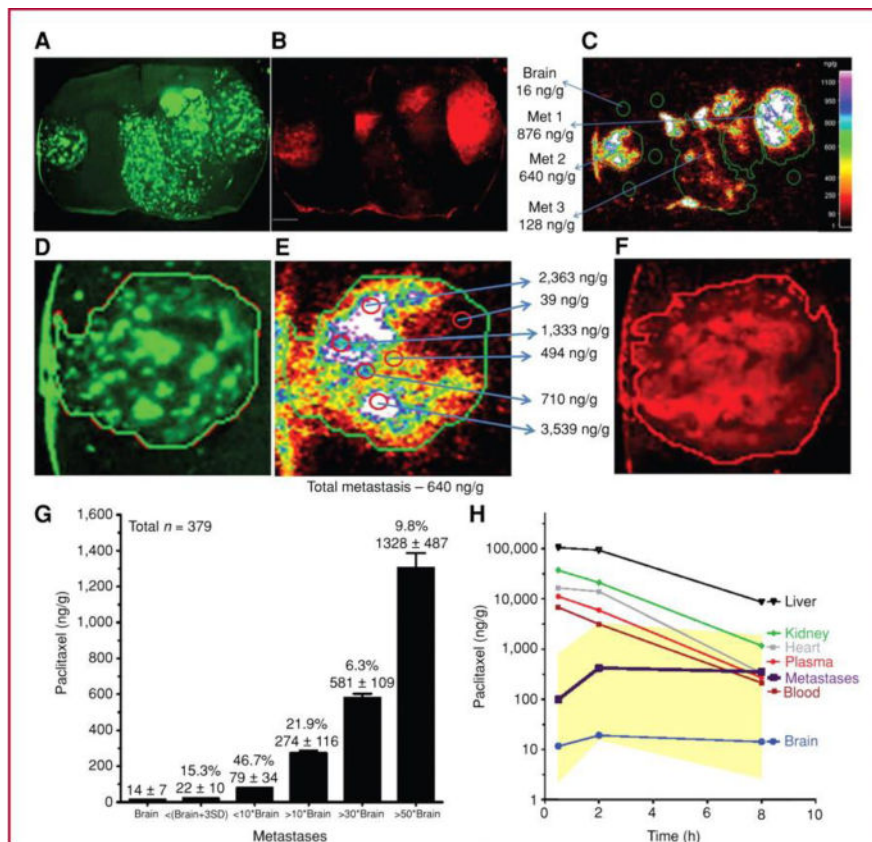 A
B
C
Brain
16 ng/g
Met 1
876 ng/g
Met 2
640 ng/g
Met 3
128 ng/g
ng/g
1100
800
600
400
200
90
1
D
E
F
2,363 ng/g
39 ng/g
1,333 ng/g
494 ng/g
710 ng/g
3,539 ng/g
Total metastasis – 640 ng/g
G
Total n = 379
Paclitaxel (ng/g)
1,600
1,400
1,200
1,000
800
600
400
200
0
14 ± 7
15.3%
22 ± 10
46.7%
79 ± 34
21.9%
274 ± 116
6.3%
581 ± 109
9.8%
1328 ± 487
Brain <(Brain+3SD) <10*Brain >10*Brain >30*Brain >50*Brain
Metastases
H
Paclitaxel (ng/g)
100,000
10,000
1,000
100
10
1
Liver
Kidney
Heart
Plasma
Metastases
Blood
Brain
0 2 4 6 8 10
Time (h)